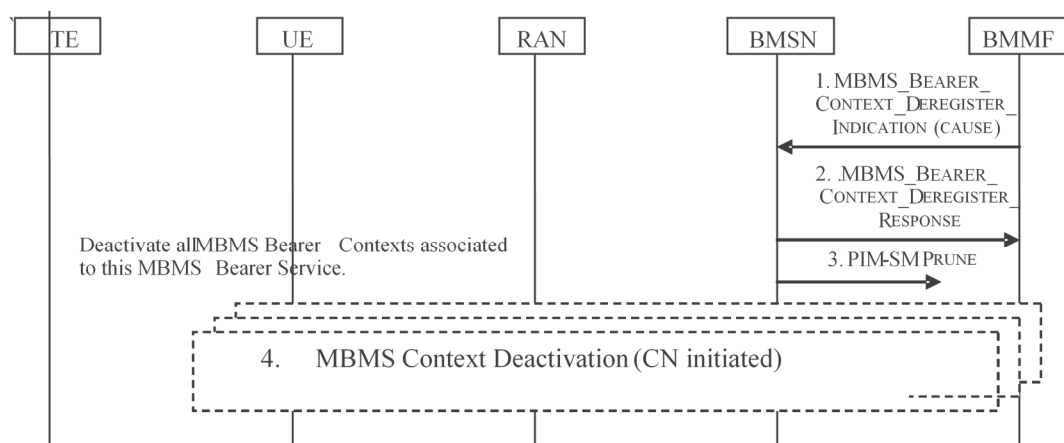 TE
UE
RAN
BMSN
BMMF
1. MBMS_BEARER_
CONTEXT_DEREGISTER_
INDICATION (CAUSE)
2. .MBMS_BEARER_
CONTEXT_DEREGISTER_
RESPONSE
Deactivate allMBMS Bearer Contexts associated
to this MBMS Bearer Service.
3. PIM-SM PRUNE
4. MBMS Context Deactivation (CN initiated)